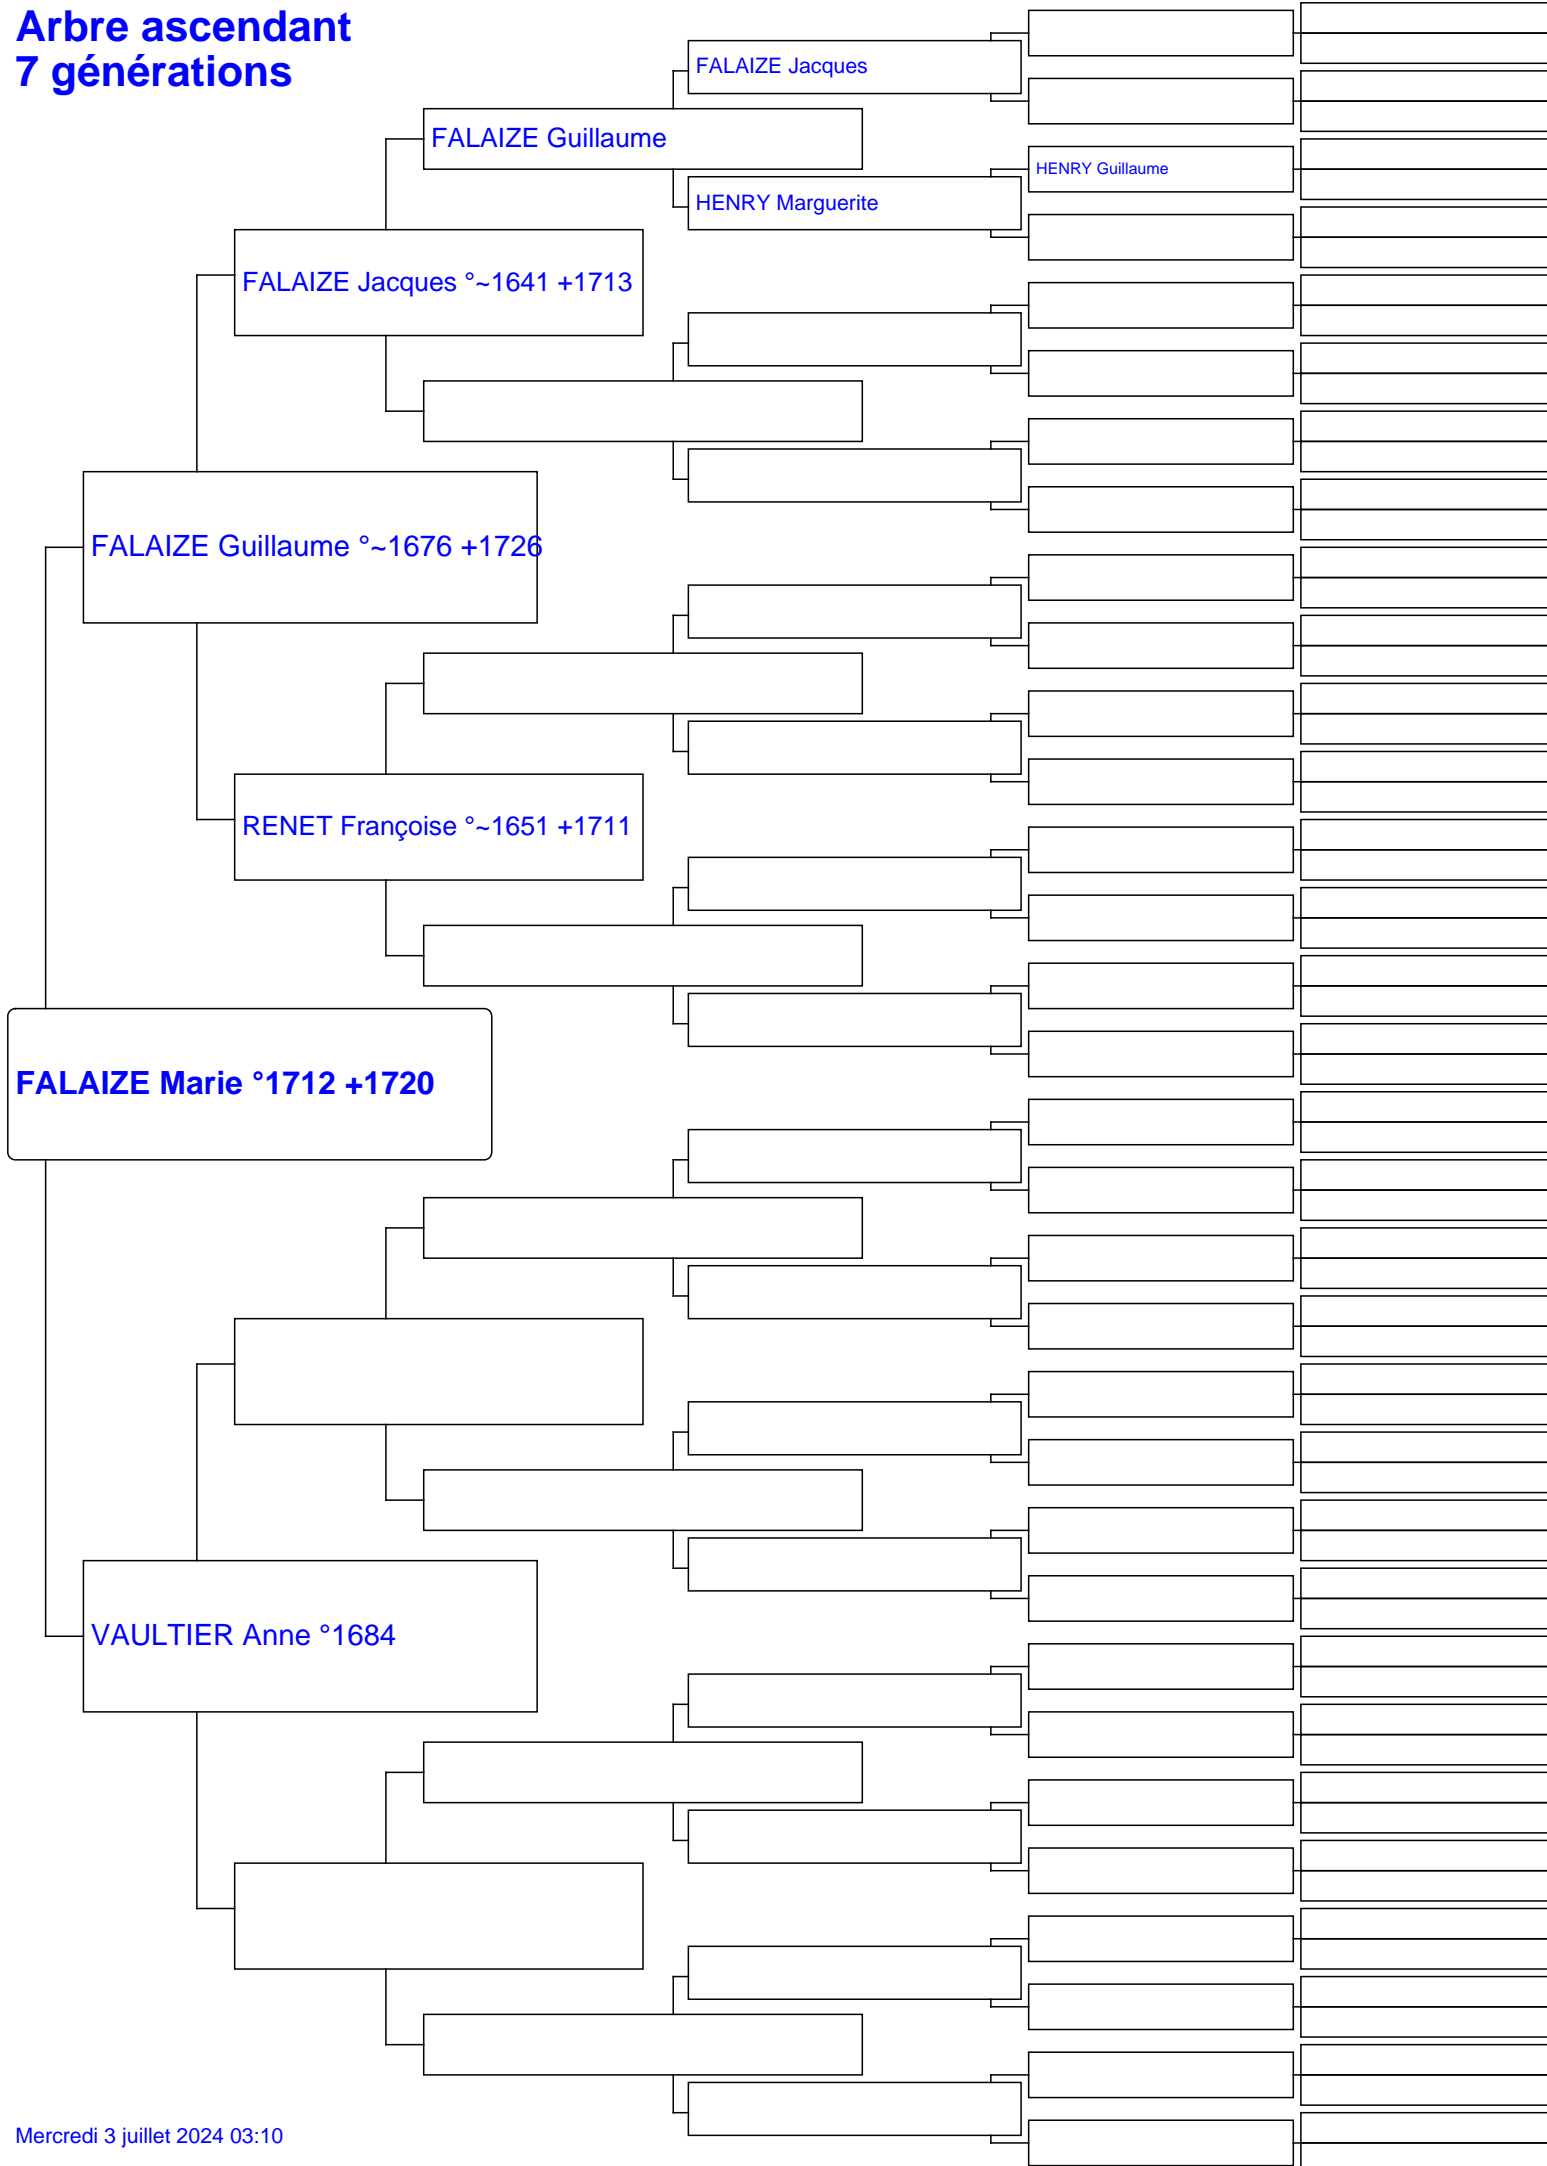 Arbre ascendant
7 générations
FALAIZE Jacques
FALAIZE Guillaume
HENRY Guillaume
HENRY Marguerite
FALAIZE Jacques °~1641 +1713
FALAIZE Guillaume °~1676 +1726
RENET Françoise °~1651 +1711
FALAIZE Marie °1712 +1720
VAULTIER Anne °1684
Mercredi 3 juillet 2024 03:10